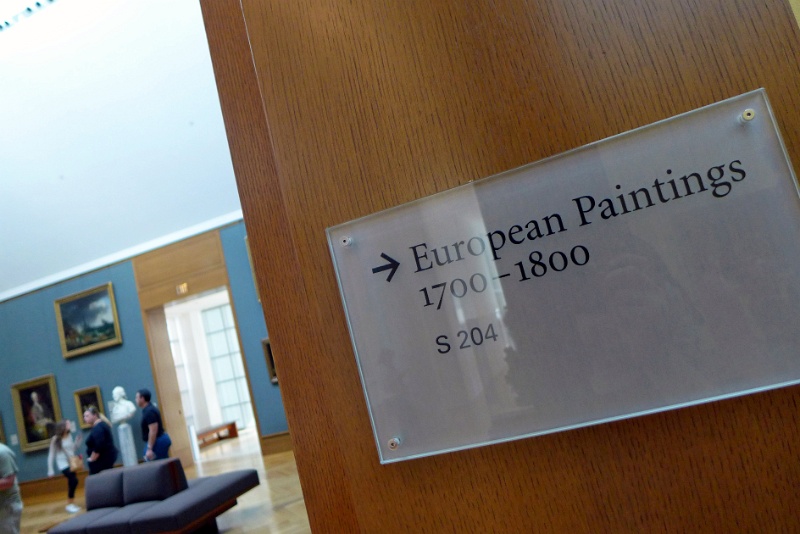 → European Paintings
1700–1800
S 204